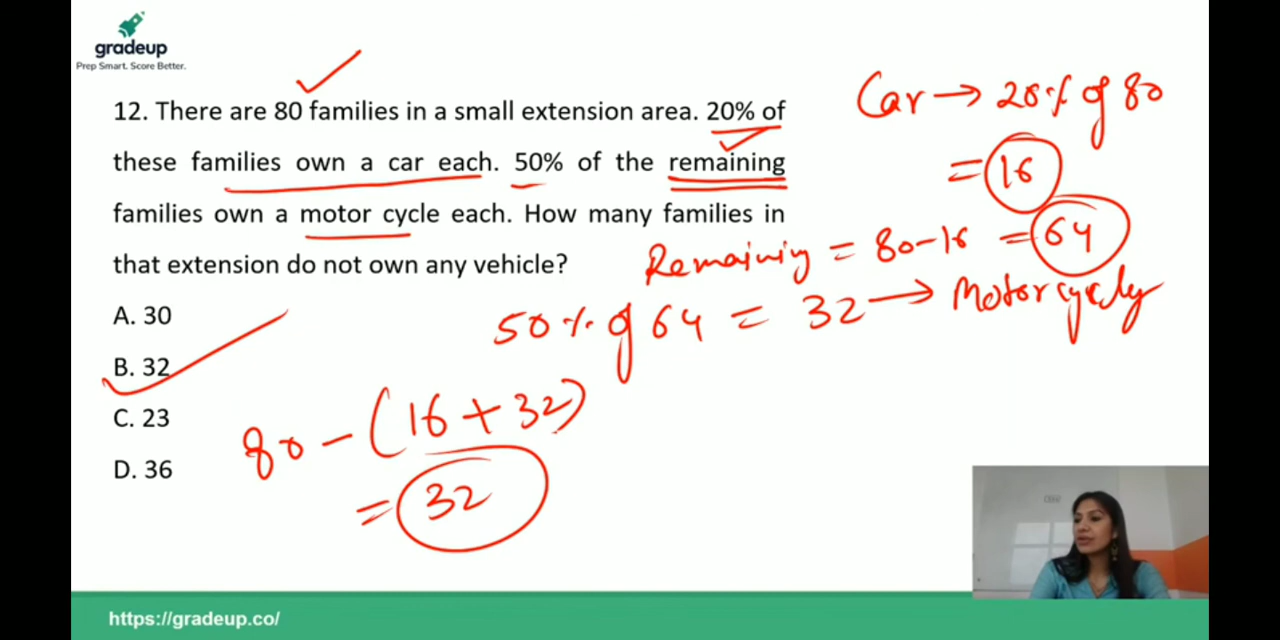 gradeup
Prep Smart. Score Better.
12. There are 80 families in a small extension area. 20% of
these families own a car each. 50% of the remaining
families own a motor cycle each. How many families in
that extension do not own any vehicle?
A. 30
B. 32
C. 23
D. 36
Car → 20% of 80
= 16
Remaining = 80-16 = 64
50% of 64 = 32 → Motorcycle
80 - (16 + 32)
= 32
https://gradeup.co/